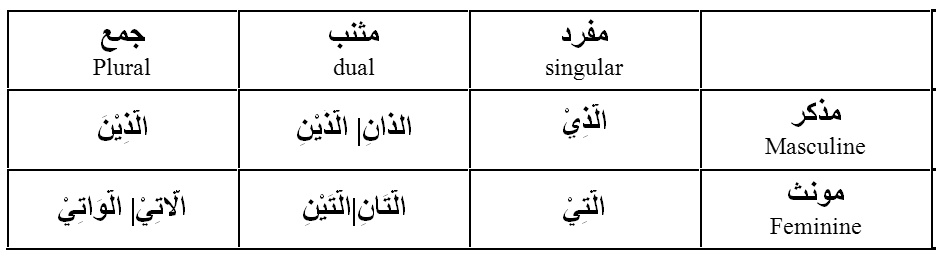 مفرد مثنب جمع
singular dual Plural
مذكر الَّذِيْ الذانِ| الَّذَيْنِ الَّذِيْنَ
Masculine
مونث الَّتِيْ الَّتَانِ|الَّتَيْنِ الَّاتِيْ| الَّوَاتِيْ
Feminine